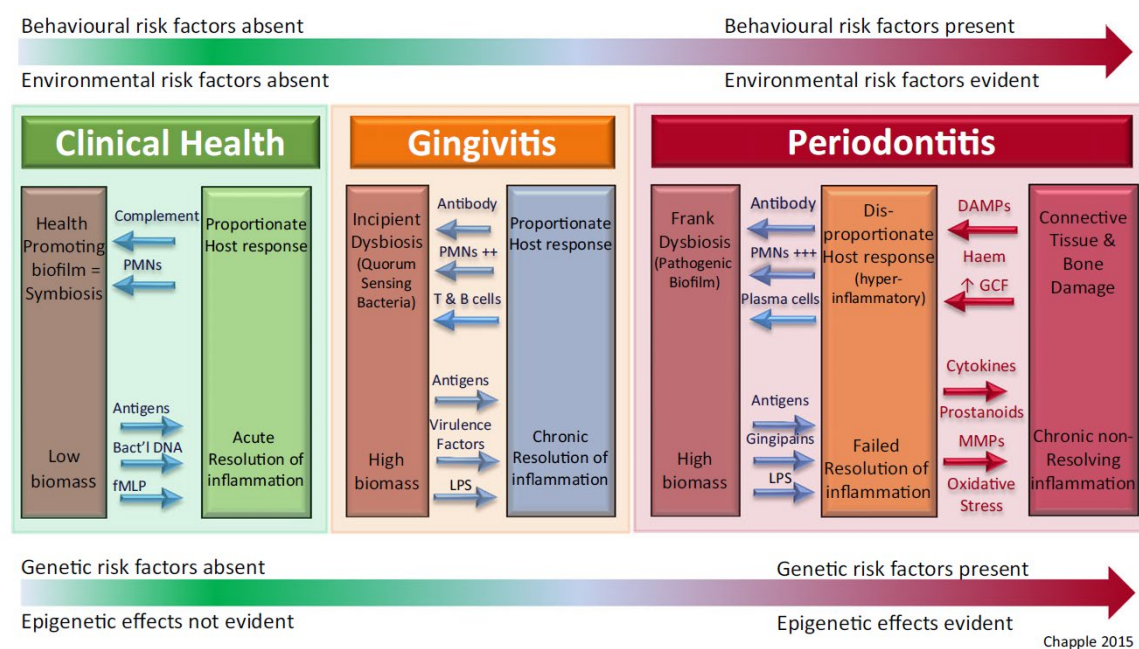 Behavioural risk factors absent
Behavioural risk factors present
Environmental risk factors absent
Environmental risk factors evident
Clinical Health
Health
Promoting
biofilm =
Symbiosis
Low
biomass
Complement
PMNs
Antigens
Bact'l DNA
fMLP
Proportionate
Host response
Acute
Resolution of
inflammation
Gingivitis
Incipient
Dysbiosis
(Quorum
Sensing
Bacteria)
High
biomass
Antibody
PMNs ++
T & B cells
Antigens
Virulence
Factors
LPS
Proportionate
Host response
Chronic
Resolution of
inflammation
Periodontitis
Frank
Dysbiosis
(Pathogenic
Biofilm)
High
biomass
Antibody
PMNs +++
Plasma cells
Antigens
Gingipains
LPS
Dis-
proportionate
Host response
(hyper-
inflammatory)
Failed
Resolution of
inflammation
DAMPs
Haem
↑ GCF
Cytokines
Prostanoids
MMPs
Oxidative
Stress
Connective
Tissue &
Bone
Damage
Chronic non-
Resolving
inflammation
Genetic risk factors absent
Genetic risk factors present
Epigenetic effects not evident
Epigenetic effects evident
Chapple 2015